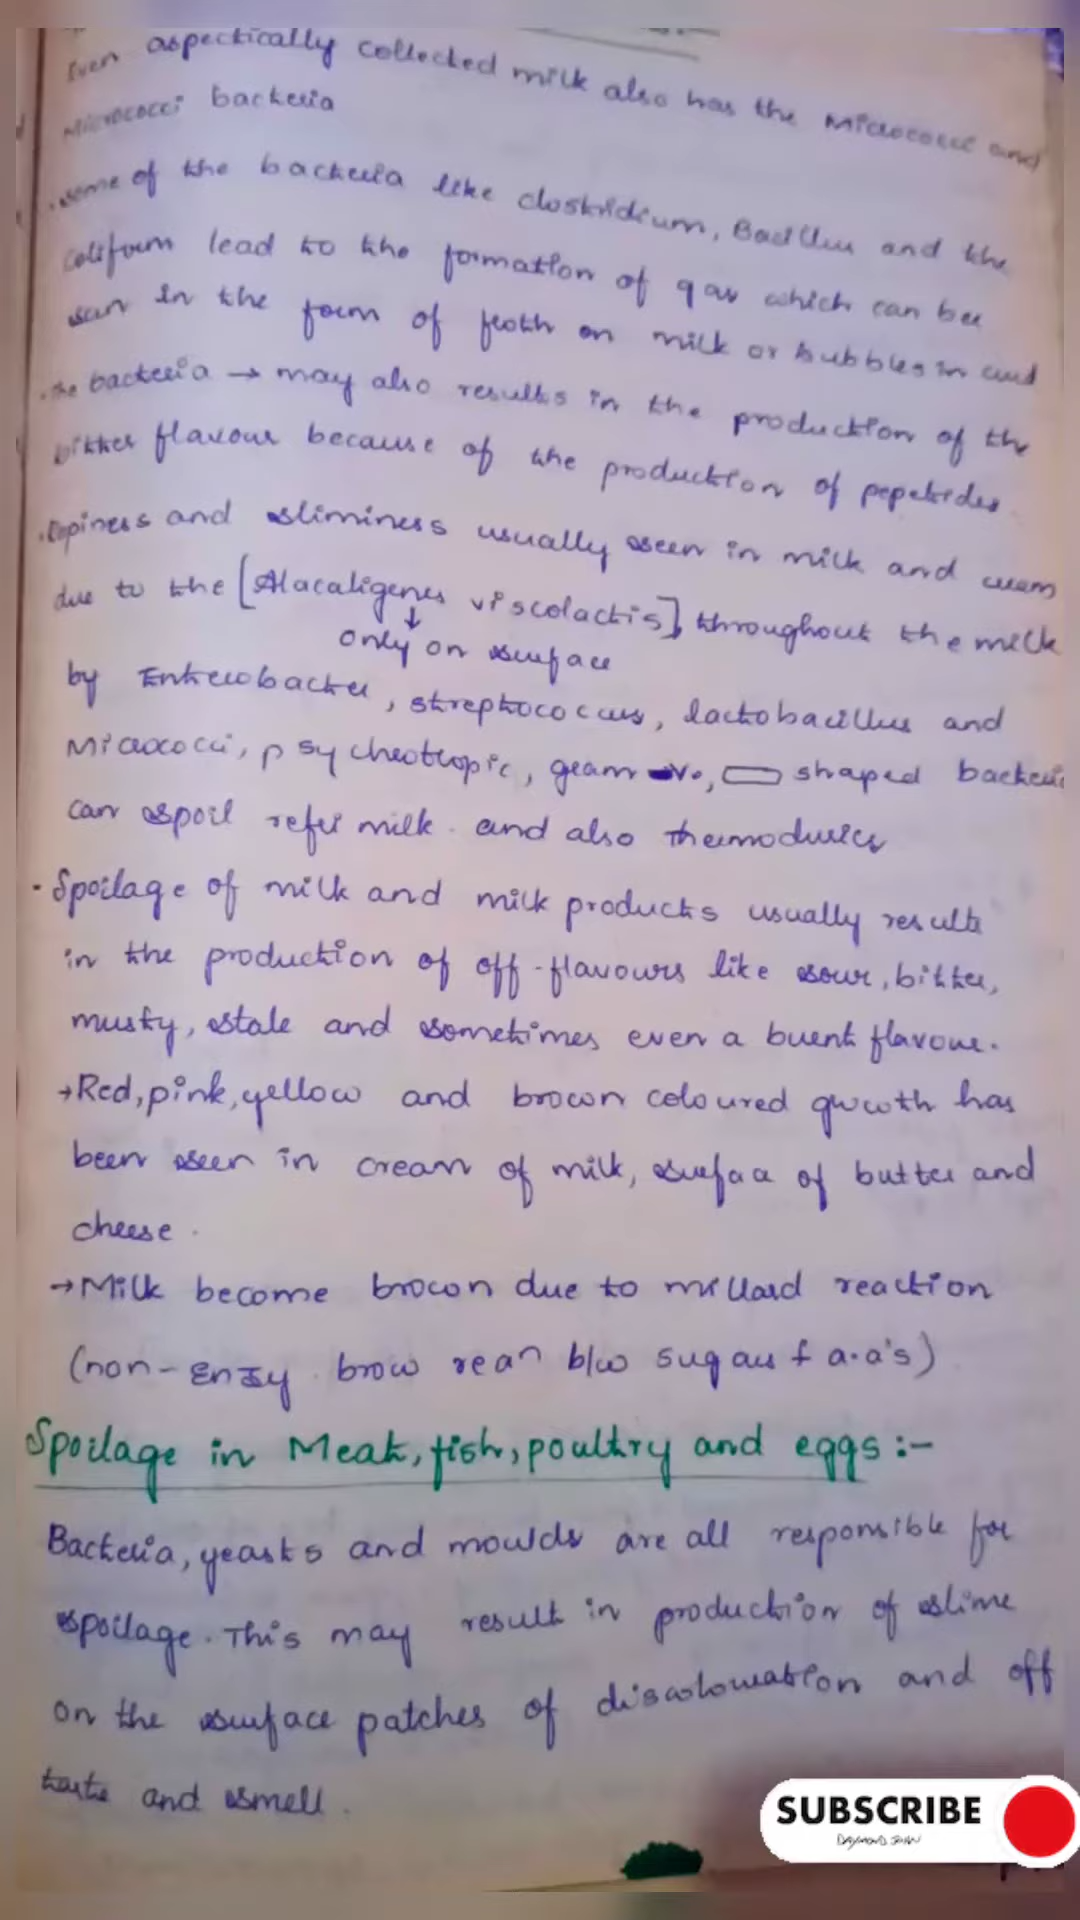 Even aspectically collected milk also has the Micrococci and
Micrococci bacteria
. some of the bacteria like clostridium, Bacillus and the
coliform lead to the formation of gas which can bee
seen in the form of froth on milk or bubbles in curd
. The bacteria → may also results in the production of the
bitter flavour because of the production of pepetides.
. Ropiness and sliminess usually seen in milk and cream
due to the [Alacaligenes viscolactis], throughout the milk
↓
only on surface
by Enterobacter, streptococcus, lactobacillus and
Micrococci, psychrotropic, gram -ve, shaped bacteria
can spoil refri milk. and also thermodurics
. Spoilage of milk and milk products usually results
in the production of off-flavours like sour, bitter,
musty, stale and sometimes even a burnt flavour.
→ Red, pink, yellow and brown coloured growth has
been seen in cream of milk, surface of butter and
cheese.
→ Milk become brown due to millard reaction
(non-Enzy. brow rean b/w sugars & a.a's)
Spoilage in Meat, fish, poultry and eggs :-
Bacteria, yeasts and moulds are all responsible for
spoilage. This may result in production of slime
on the surface patches of discolouration and off
taste and smell.
SUBSCRIBE